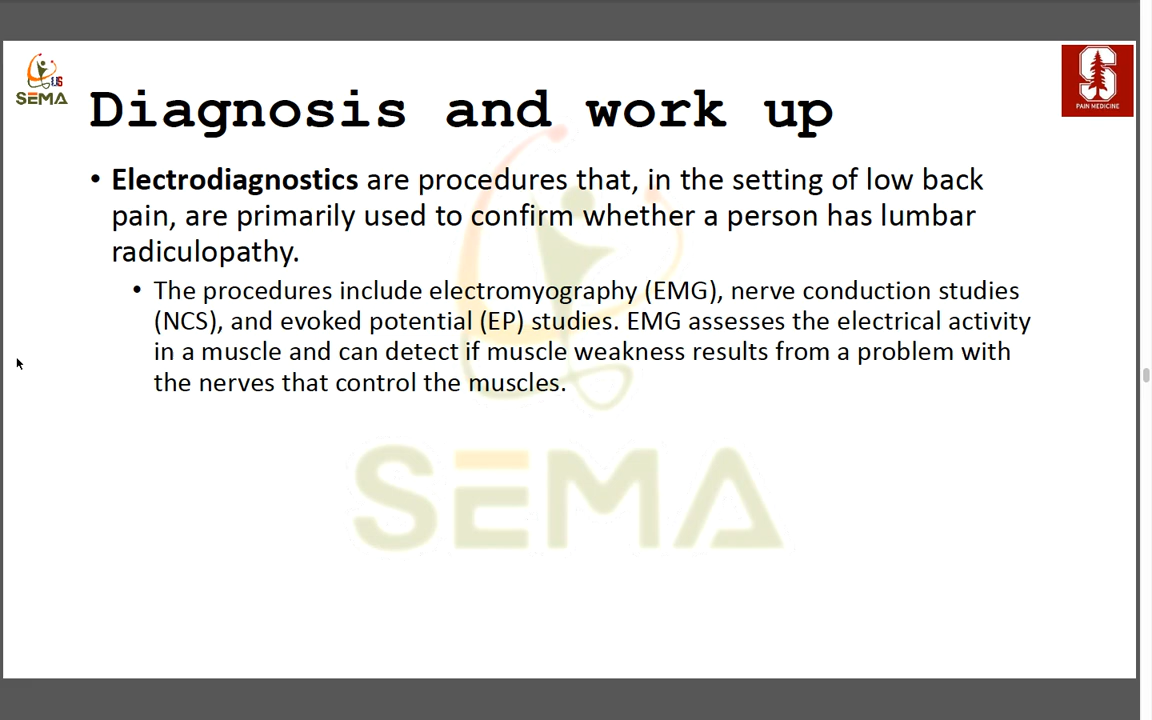 US
SEMA
PAIN MEDICINE
Diagnosis and work up
• Electrodiagnostics are procedures that, in the setting of low back
pain, are primarily used to confirm whether a person has lumbar
radiculopathy.
• The procedures include electromyography (EMG), nerve conduction studies
(NCS), and evoked potential (EP) studies. EMG assesses the electrical activity
in a muscle and can detect if muscle weakness results from a problem with
the nerves that control the muscles.
SEMA